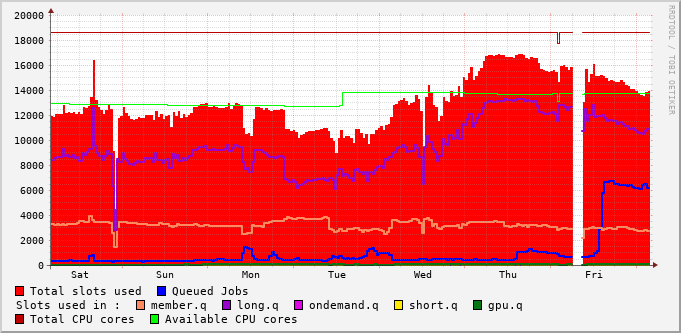 20000
18000
16000
14000
12000
10000
8000
6000
4000
2000
0
Sat Sun Mon Tue Wed Thu Fri
RRDTOOL / TOBI OETIKER
Total slots used Queued Jobs
Slots used in : member.q long.q ondemand.q short.q gpu.q
Total CPU cores Available CPU cores